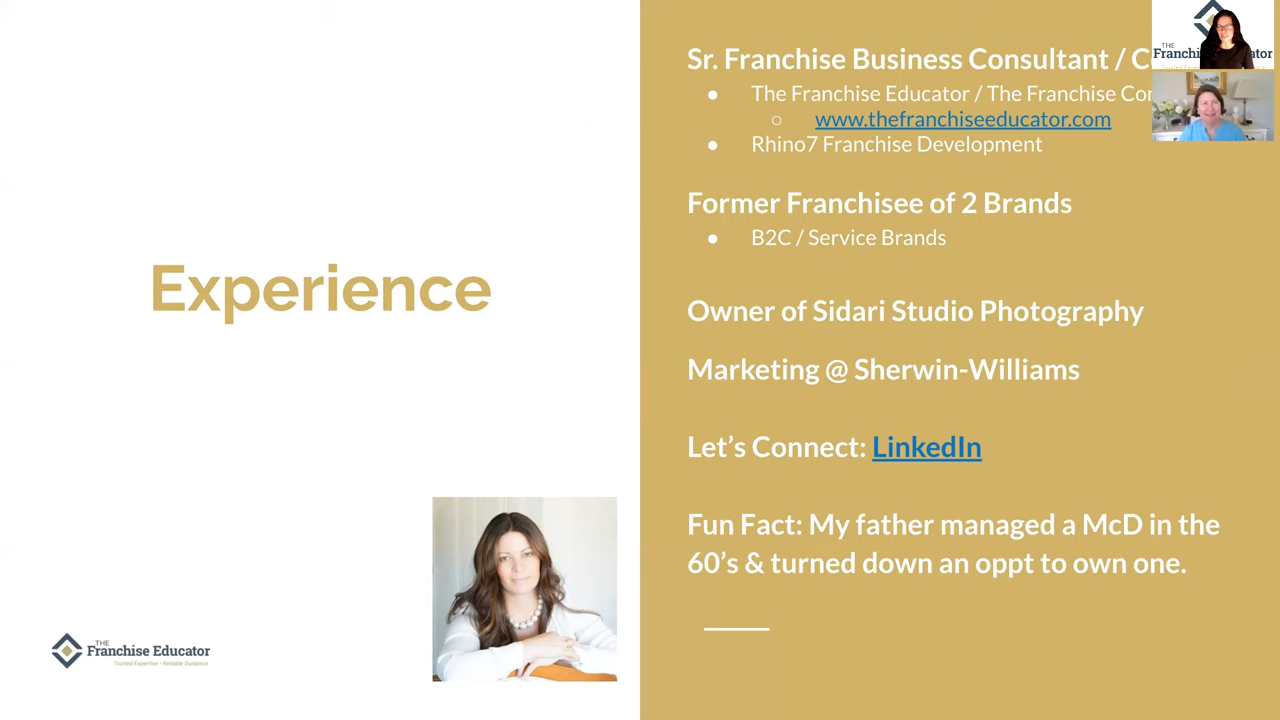 Experience
THE
Franchise Educator
Trusted Expertise • Reliable Guidance
Sr. Franchise Business Consultant /
The Franchise Educator / The Franchise
www.thefranchiseeducator.com
Rhino7 Franchise Development
Former Franchisee of 2 Brands
B2C / Service Brands
Owner of Sidari Studio Photography
Marketing @ Sherwin-Williams
Let's Connect: LinkedIn
Fun Fact: My father managed a McD in the
60's & turned down an oppt to own one.
THE